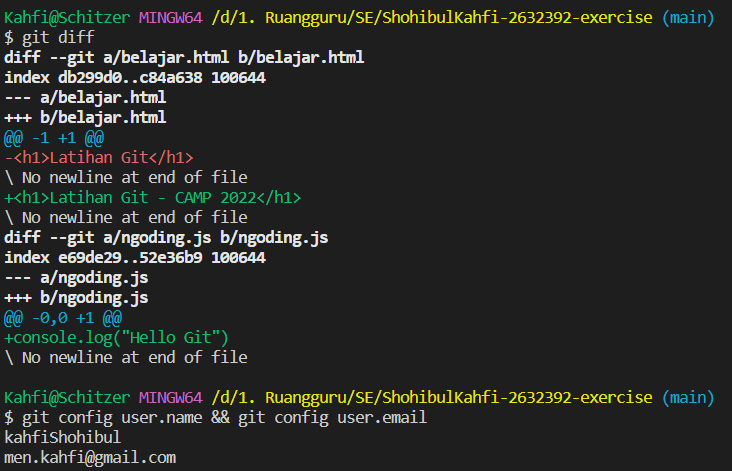 Kahfi@Schitzer MINGW64 /d/1. Ruangguru/SE/ShohibulKahfi-2632392-exercise (main)
$ git diff
diff --git a/belajar.html b/belajar.html
index db299d0..c84a638 100644
--- a/belajar.html
+++ b/belajar.html
@@ -1 +1 @@
-<h1>Latihan Git</h1>
\ No newline at end of file
+<h1>Latihan Git - CAMP 2022</h1>
\ No newline at end of file
diff --git a/ngoding.js b/ngoding.js
index e69de29..52e36b9 100644
--- a/ngoding.js
+++ b/ngoding.js
@@ -0,0 +1 @@
+console.log("Hello Git")
\ No newline at end of file
Kahfi@Schitzer MINGW64 /d/1. Ruangguru/SE/ShohibulKahfi-2632392-exercise (main)
$ git config user.name && git config user.email
kahfiShohibul
men.kahfi@gmail.com